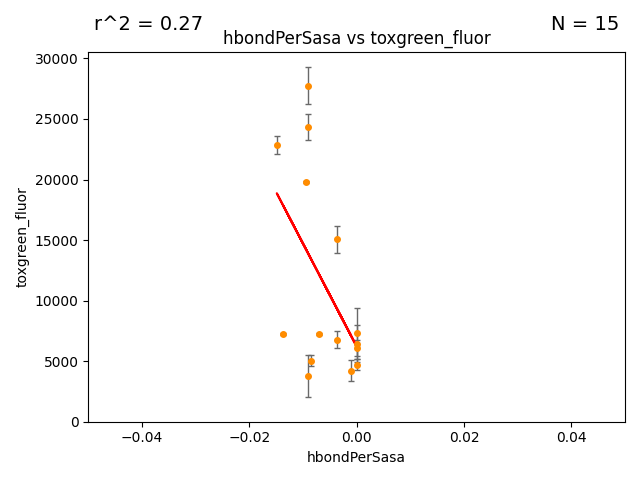 r^2 = 0.27
N = 15
hbondPerSasa vs toxgreen_fluor
30000
25000
20000
15000
10000
5000
0
toxgreen_fluor
−0.04
−0.02
0.00
0.02
0.04
hbondPerSasa